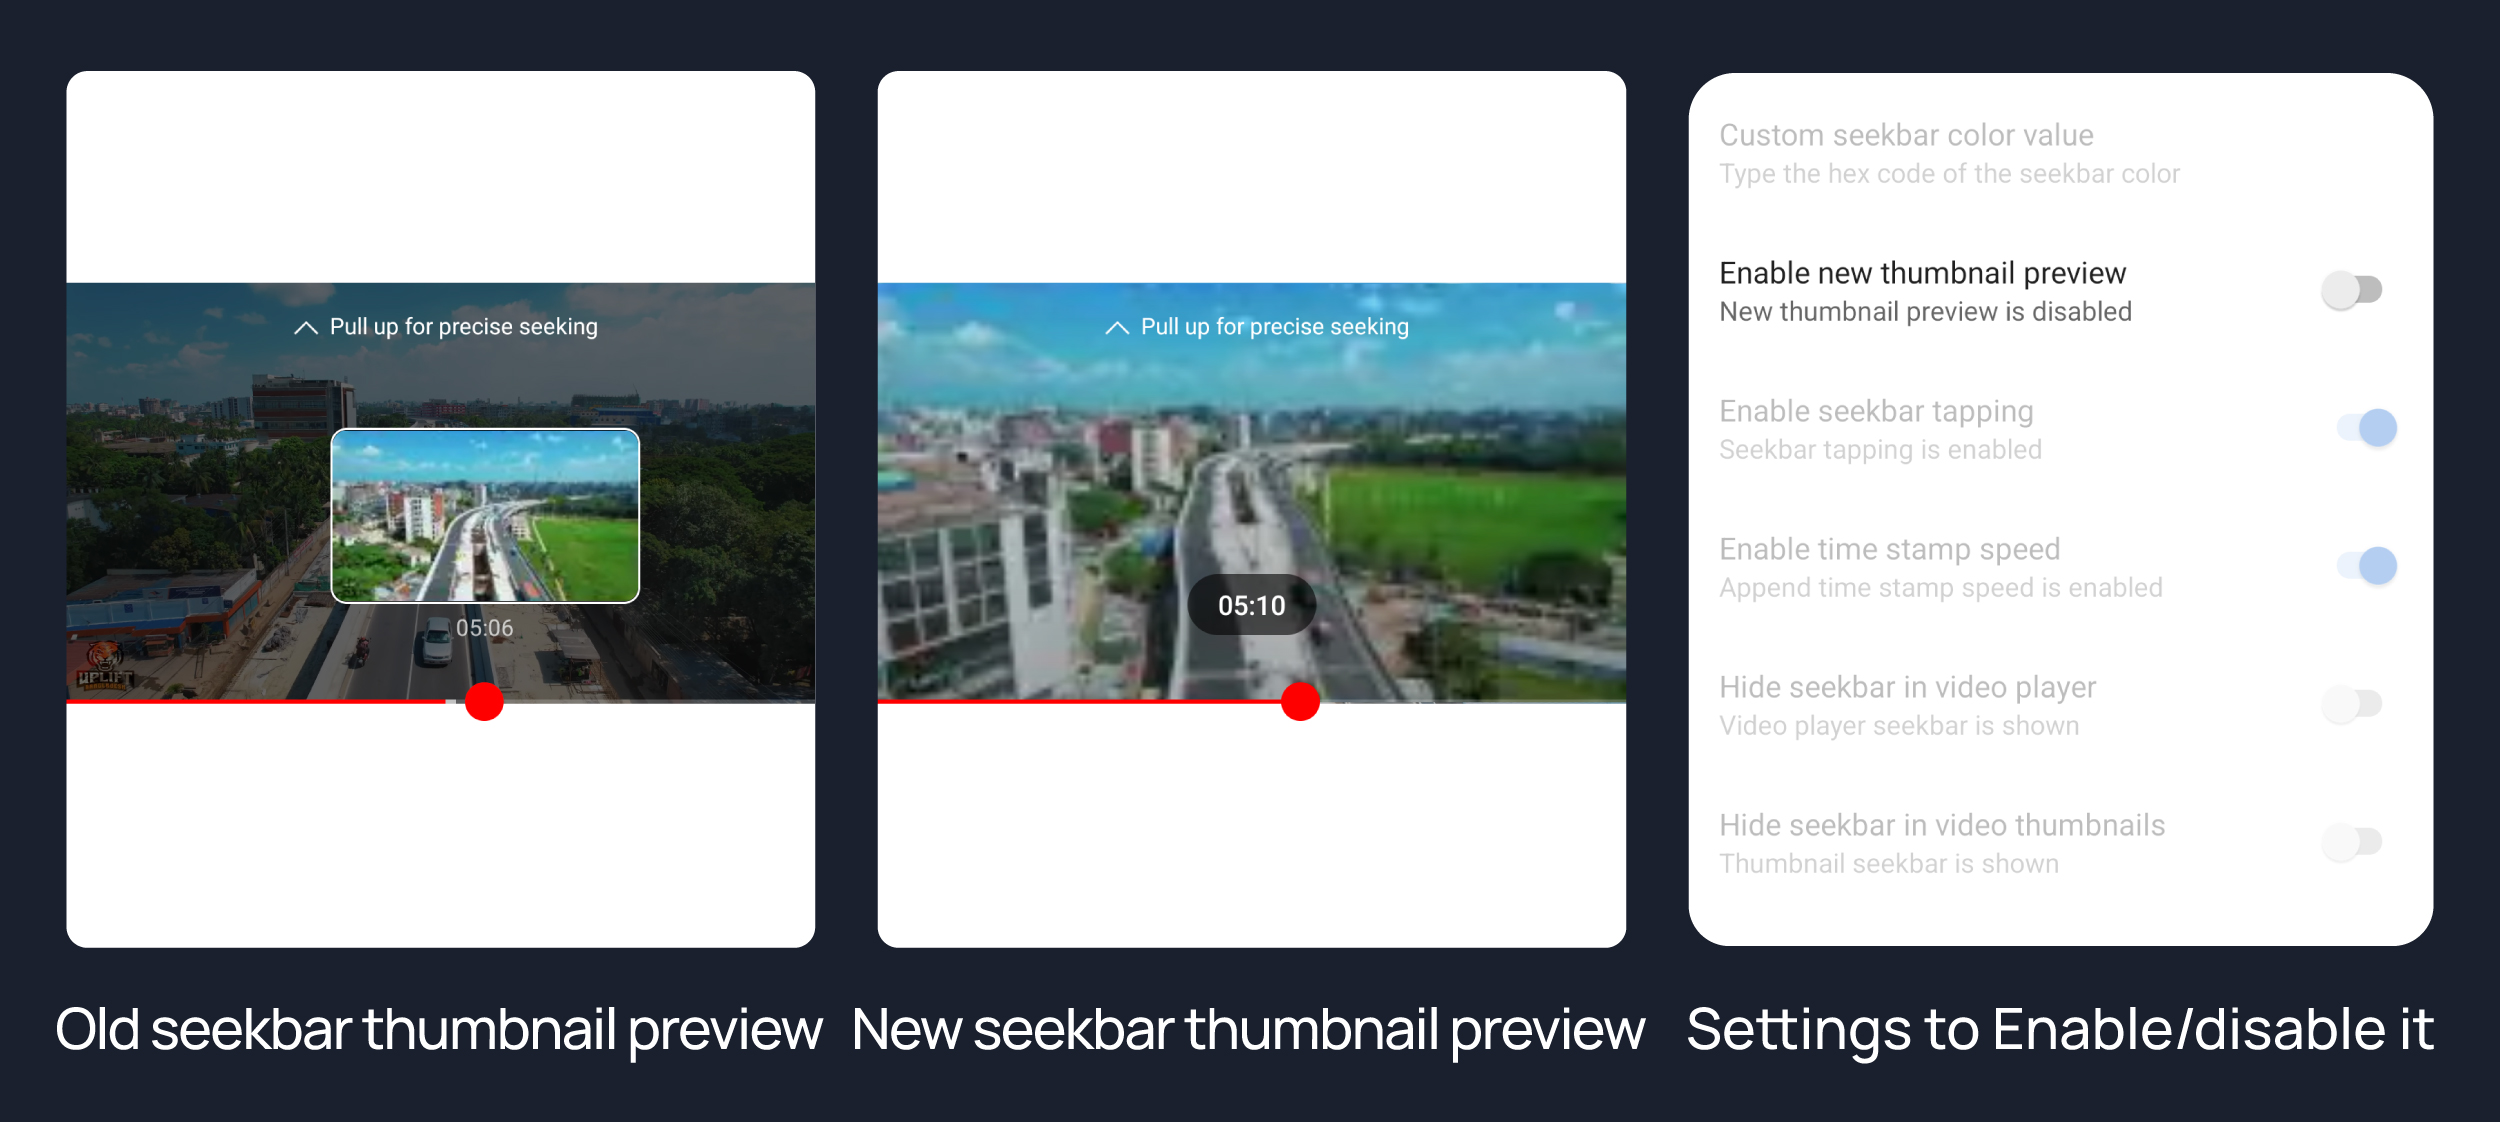 Pull up for precise seeking
05:06
UPLIFT
Old seekbar thumbnail preview
Pull up for precise seeking
05:10
New seekbar thumbnail preview
Custom seekbar color value
Type the hex code of the seekbar color
Enable new thumbnail preview
New thumbnail preview is disabled
Enable seekbar tapping
Seekbar tapping is enabled
Enable time stamp speed
Append time stamp speed is enabled
Hide seekbar in video player
Video player seekbar is shown
Hide seekbar in video thumbnails
Thumbnail seekbar is shown
Settings to Enable/disable it